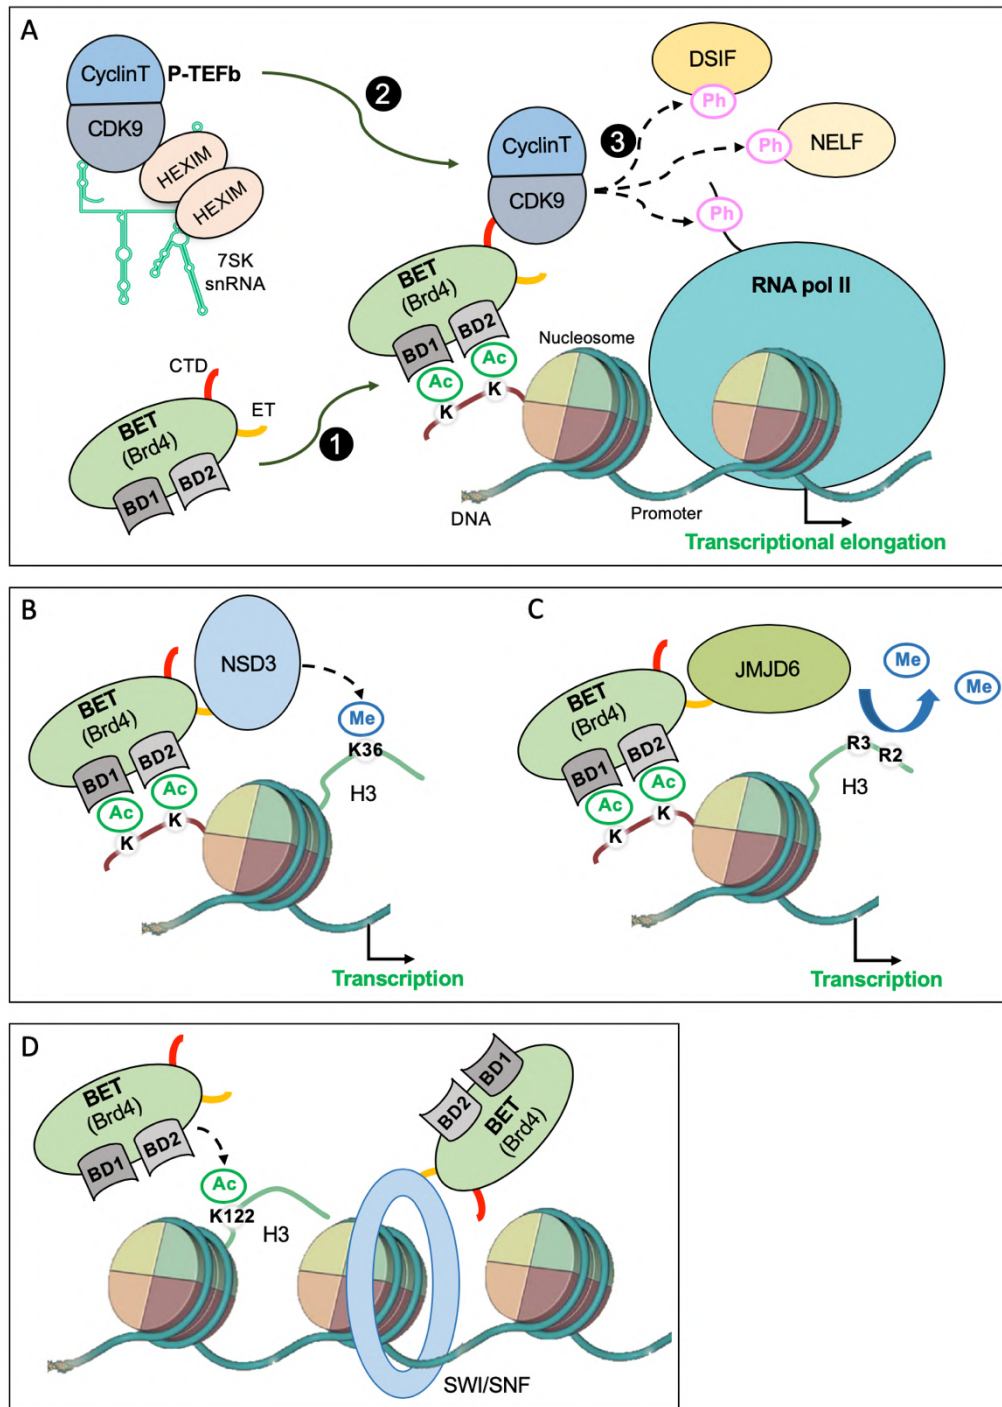 A
CyclinT
P-TEFb
CDK9
HEXIM
HEXIM
7SK
snRNA
2
CyclinT
CDK9
3
DSIF
Ph
Ph
NELF
Ph
RNA pol II
BET
(Brd4)
BD1
BD2
Ac
Ac
K
K
Nucleosome
CTD
ET
BET
(Brd4)
BD1
BD2
1
DNA
Promoter
Transcriptional elongation
B
NSD3
BET
(Brd4)
BD1
BD2
Ac
Ac
K
K
Me
K36
H3
Transcription
C
JMJD6
Me
Me
BET
(Brd4)
BD1
BD2
Ac
Ac
K
K
R3
R2
H3
Transcription
D
BET
(Brd4)
BD1
BD2
Ac
K122
H3
BD1
BD2
BET
(Brd4)
SWI/SNF